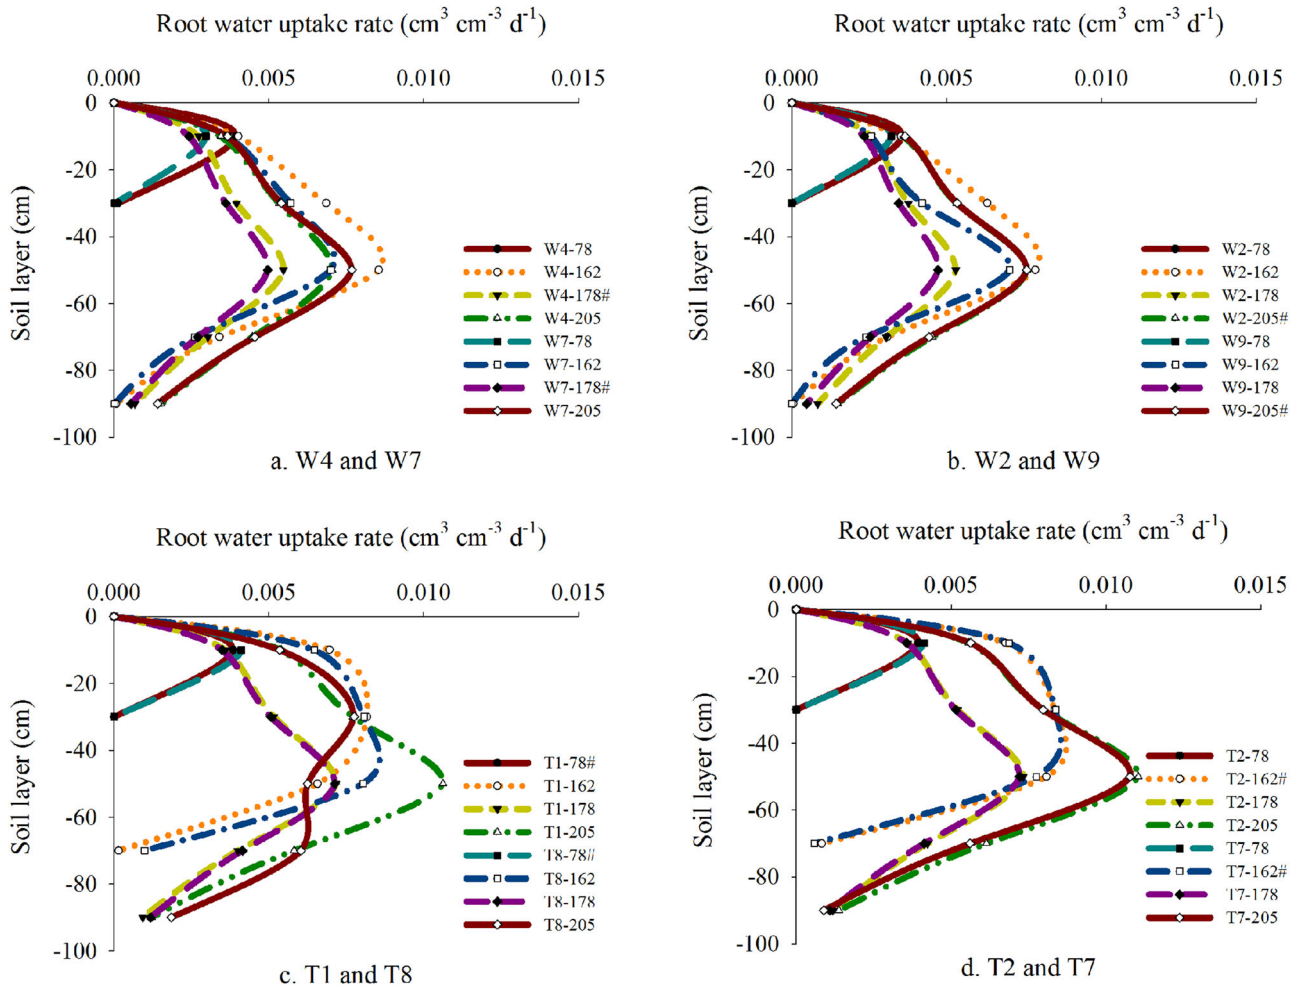 Root water uptake rate (cm³ cm⁻³ d⁻¹)
0.000 0.005 0.010 0.015
0
-20
-40
-60
-80
-100
Soil layer (cm)
W4-78
W4-162
W4-178#
W4-205
W7-78
W7-162
W7-178#
W7-205
a. W4 and W7
Root water uptake rate (cm³ cm⁻³ d⁻¹)
0.000 0.005 0.010 0.015
0
-20
-40
-60
-80
-100
Soil layer (cm)
W2-78
W2-162
W2-178
W2-205#
W9-78
W9-162
W9-178
W9-205#
b. W2 and W9
Root water uptake rate (cm³ cm⁻³ d⁻¹)
0.000 0.005 0.010 0.015
0
-20
-40
-60
-80
-100
Soil layer (cm)
T1-78#
T1-162
T1-178
T1-205
T8-78#
T8-162
T8-178
T8-205
c. T1 and T8
Root water uptake rate (cm³ cm⁻³ d⁻¹)
0.000 0.005 0.010 0.015
0
-20
-40
-60
-80
-100
Soil layer (cm)
T2-78
T2-162#
T2-178
T2-205
T7-78
T7-162#
T7-178
T7-205
d. T2 and T7